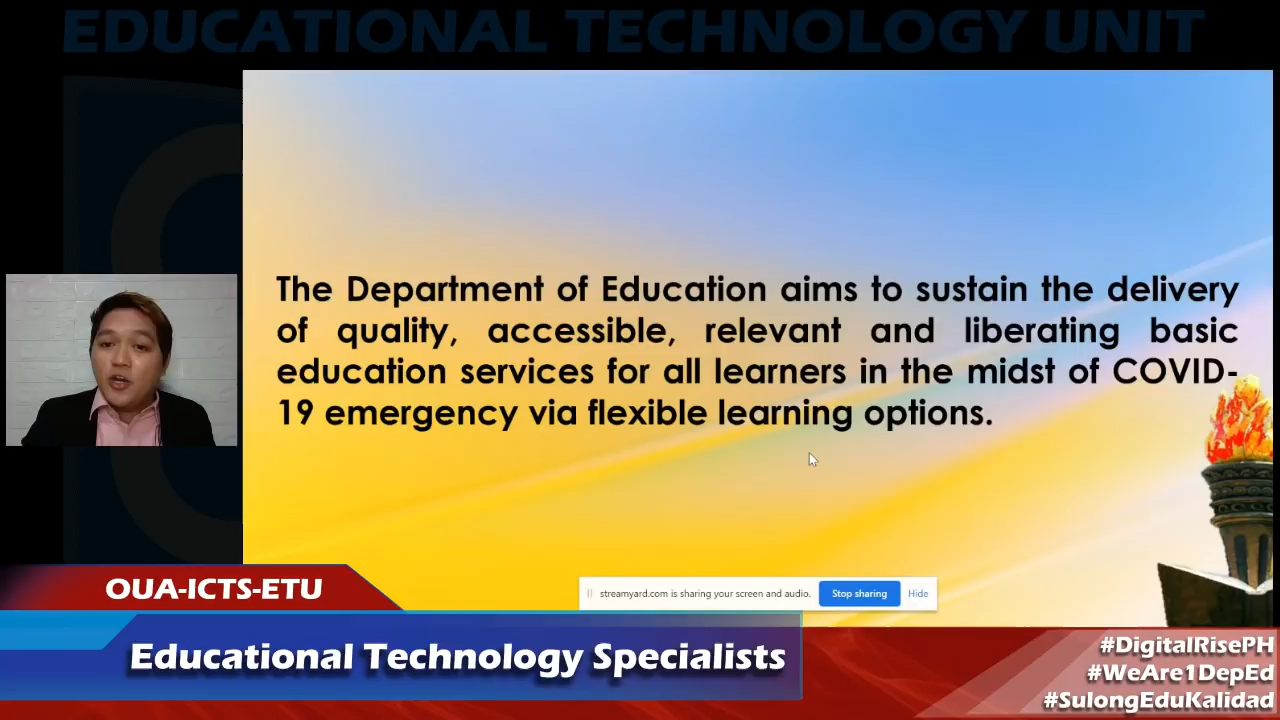 EDUCATIONAL TECHNOLOGY UNIT
The Department of Education aims to sustain the delivery
of quality, accessible, relevant and liberating basic
education services for all learners in the midst of COVID-
19 emergency via flexible learning options.
streamyard.com is sharing your screen and audio. Stop sharing Hide
OUA-ICTS-ETU
Educational Technology Specialists
#DigitalRisePH
#WeAre1DepEd
#SulongEduKalidad